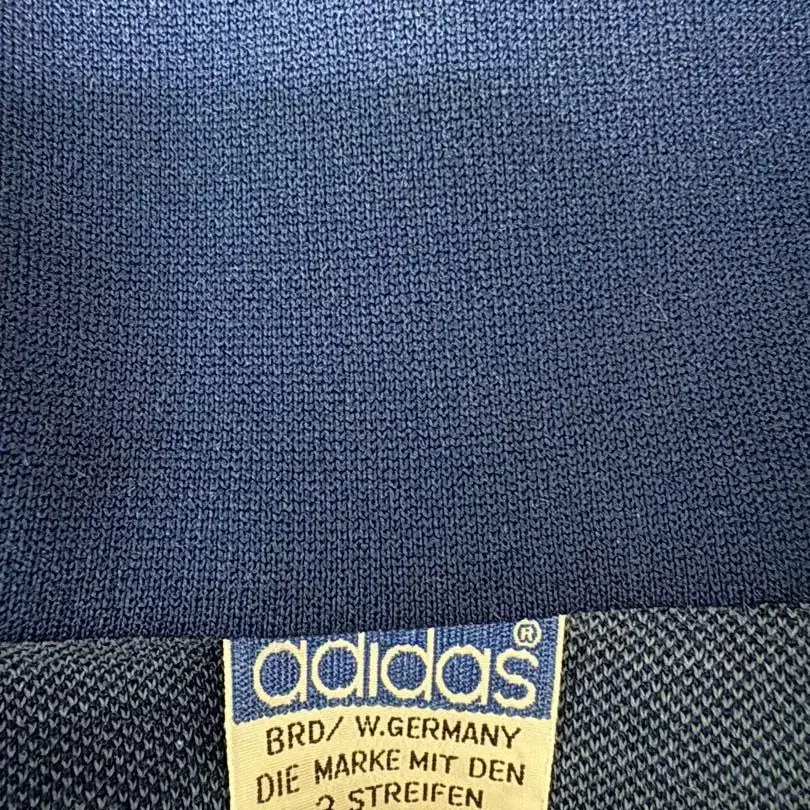 adidas®
BRD/ W.GERMANY
DIE MARKE MIT DEN
3 STREIFEN